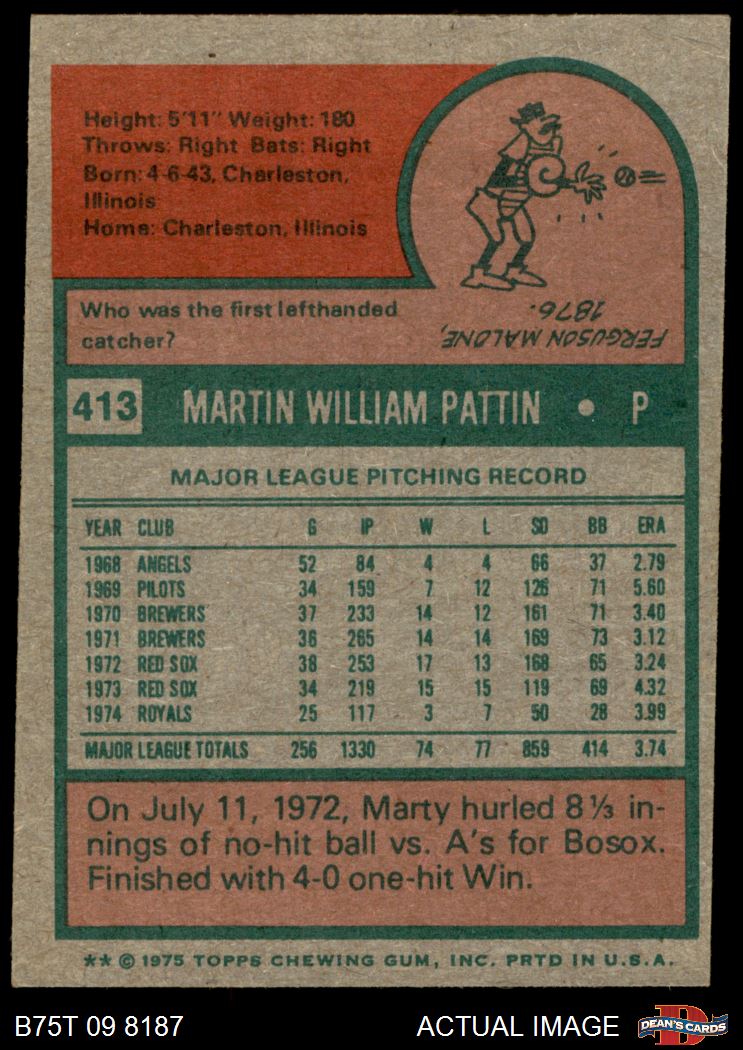 Height: 5'11" Weight: 180
Throws: Right Bats: Right
Born: 4-6-43, Charleston,
Illinois
Home: Charleston, Illinois
Who was the first lefthanded
catcher?
FERGUSON MALONE,
1876.
413 MARTIN WILLIAM PATTIN • P
MAJOR LEAGUE PITCHING RECORD
YEAR CLUB G IP W L SO BB ERA
1968 ANGELS 52 84 4 4 66 37 2.79
1969 PILOTS 34 159 7 12 126 71 5.60
1970 BREWERS 37 233 14 12 161 71 3.40
1971 BREWERS 36 265 14 14 169 73 3.12
1972 RED SOX 38 253 17 13 168 65 3.24
1973 RED SOX 34 219 15 15 119 69 4.32
1974 ROYALS 25 117 3 7 50 28 3.99
MAJOR LEAGUE TOTALS 256 1330 74 77 859 414 3.74
On July 11, 1972, Marty hurled 8⅓ in-
nings of no-hit ball vs. A's for Bosox.
Finished with 4-0 one-hit Win.
** © 1975 TOPPS CHEWING GUM, INC. PRTD IN U.S.A.
B75T 09 8187 ACTUAL IMAGE D DEAN'S CARDS